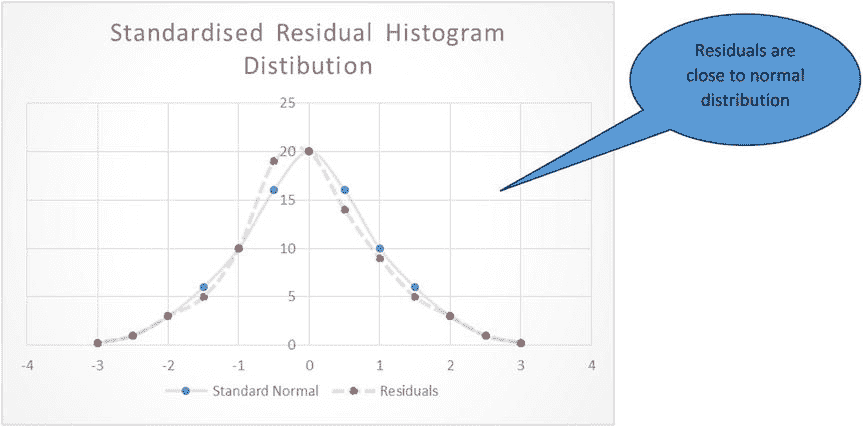 Standardised Residual Histogram
Distibution
Residuals are
close to normal
distribution
25
20
15
10
5
0
-4 -3 -2 -1 0 1 2 3 4
Standard Normal Residuals